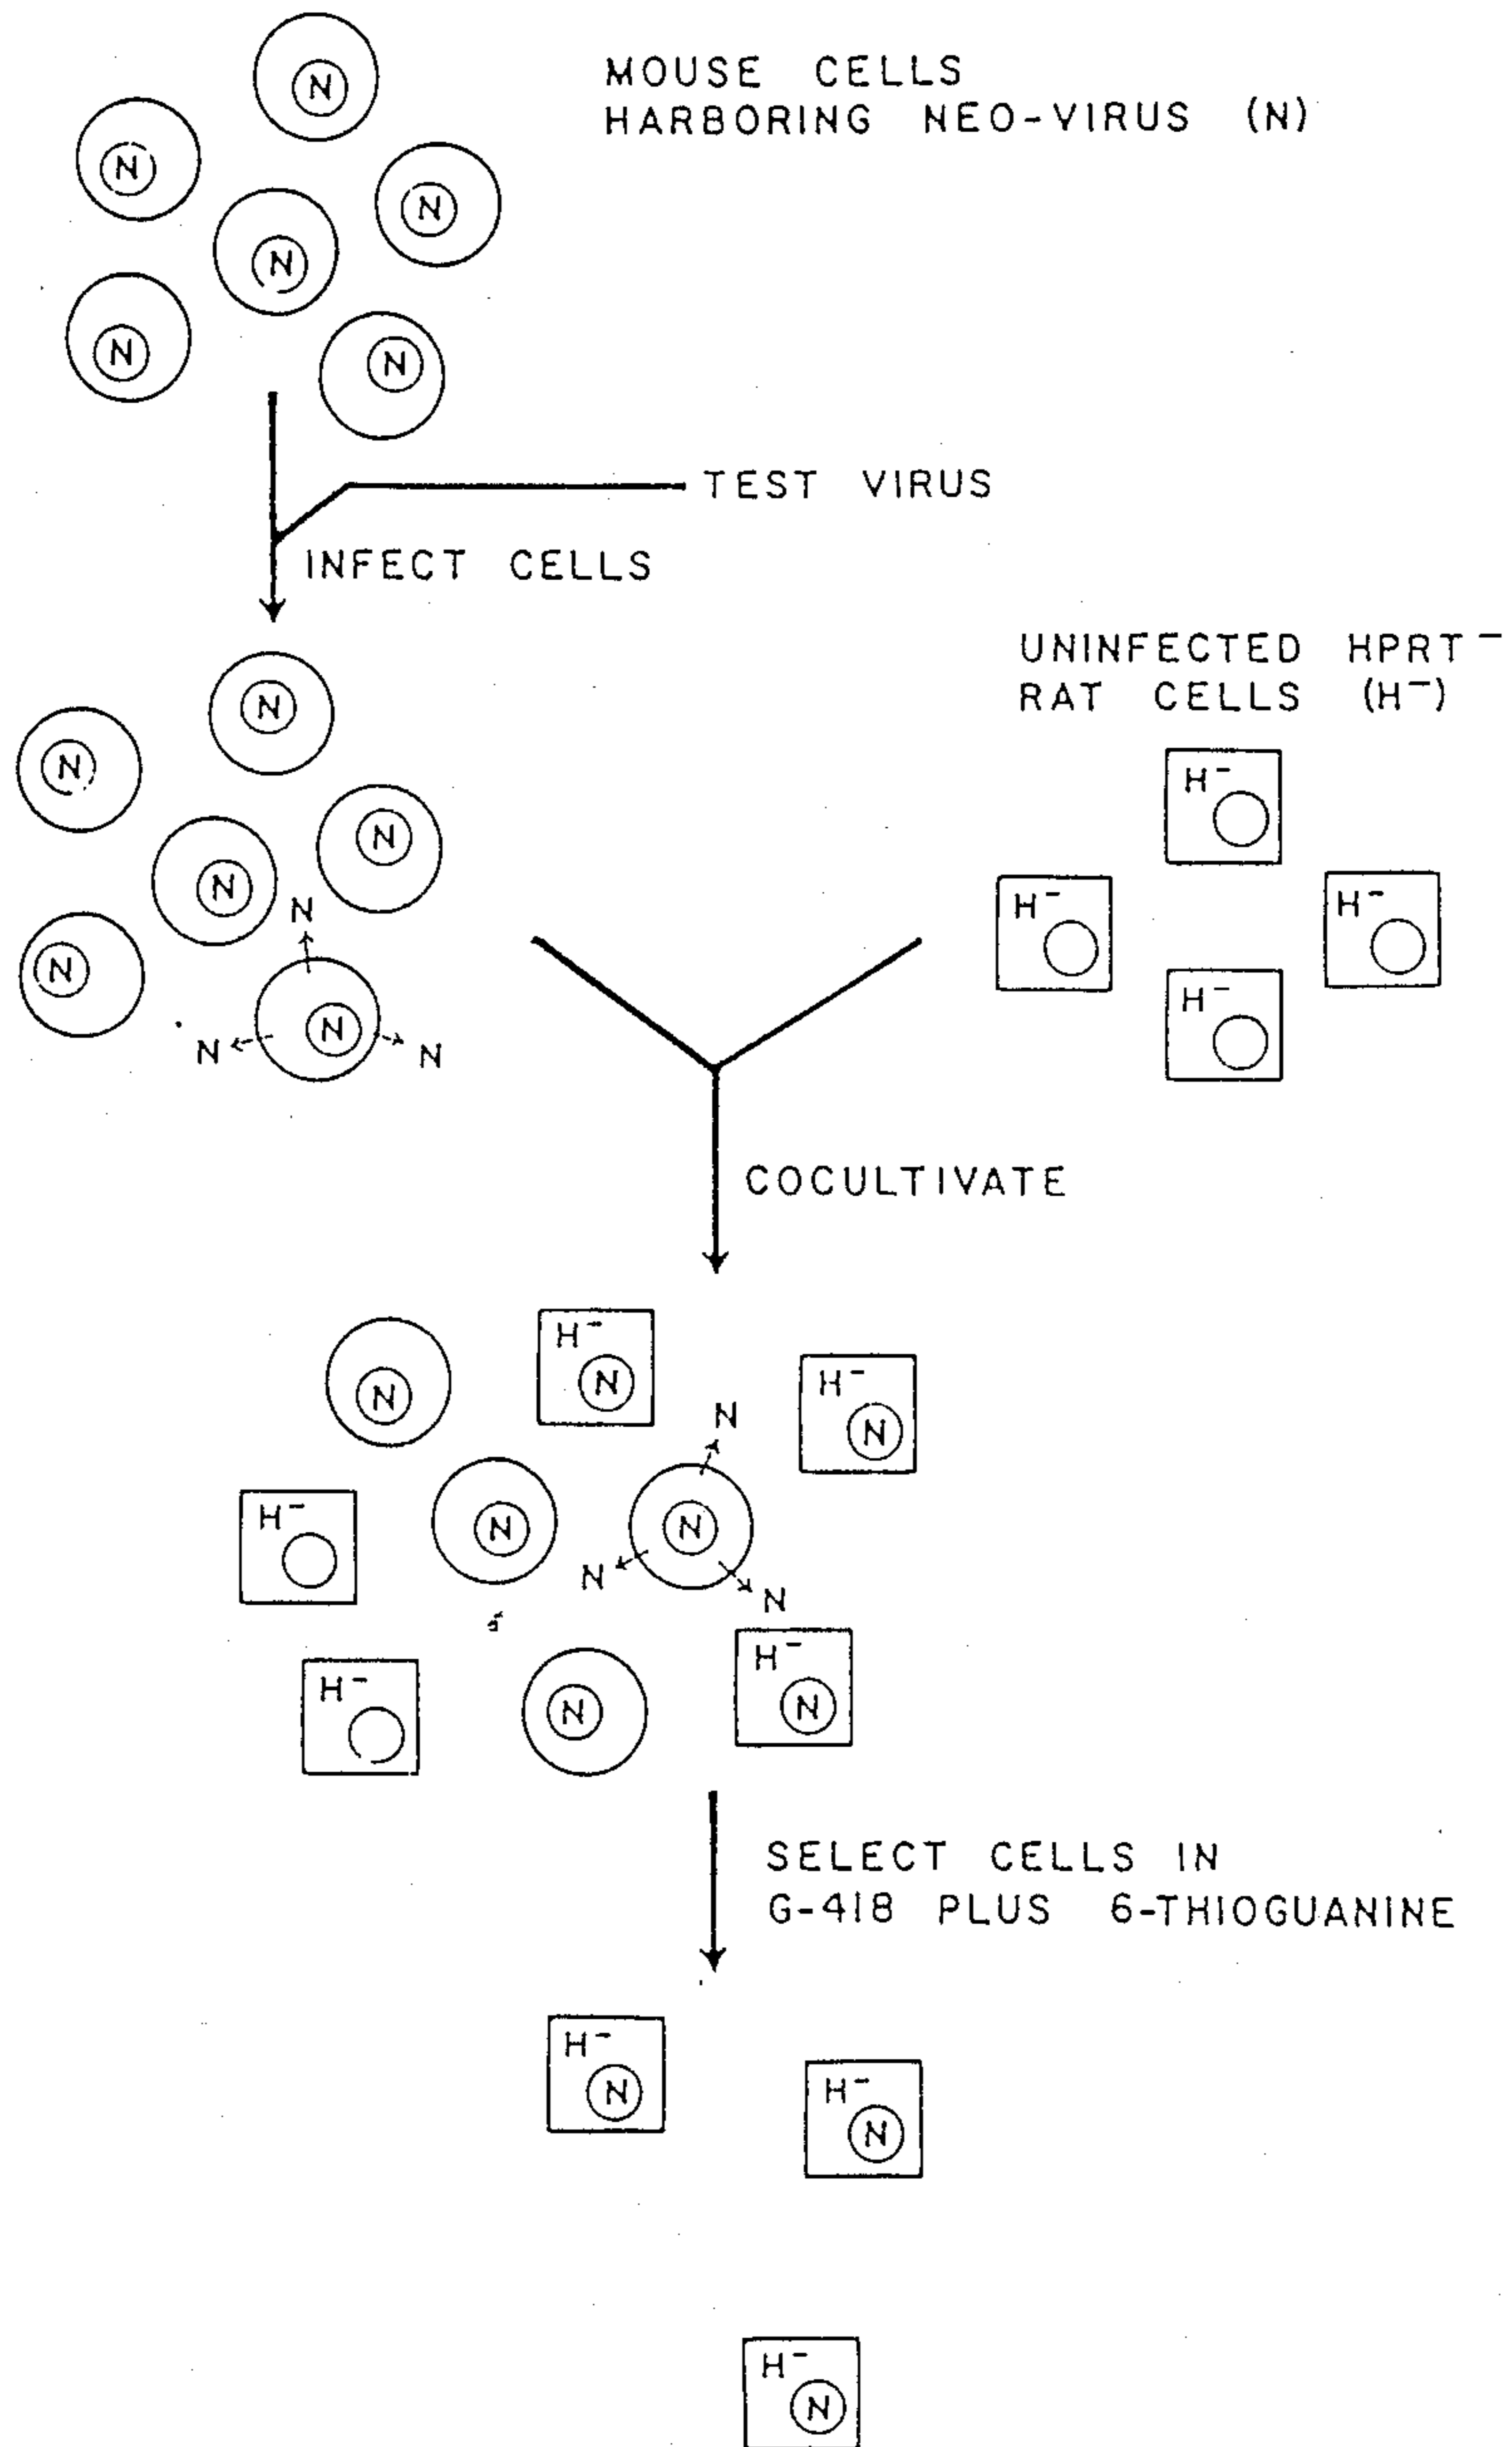 N
MOUSE CELLS
HARBORING NEO-VIRUS (N)
N
N
N
N
N
TEST VIRUS
INFECT CELLS
UNINFECTED HPRT⁻
RAT CELLS (H⁻)
N
N
N
N
N
N
N
N
N
H⁻
H⁻
H⁻
H⁻
COCULTIVATE
H⁻
N
N
H⁻
N
N
H⁻
N
N
N
N
H⁻
N
H⁻
N
SELECT CELLS IN
G-418 PLUS 6-THIOGUANINE
H⁻
N
H⁻
N
H⁻
N